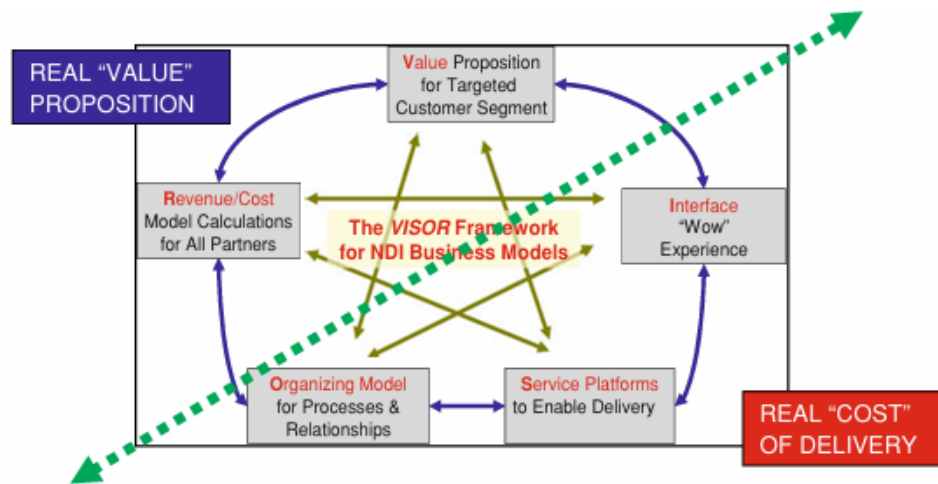 REAL “VALUE”
PROPOSITION
Value Proposition
for Targeted
Customer Segment
Revenue/Cost
Model Calculations
for All Partners
The VISOR Framework
for NDI Business Models
Interface
“Wow”
Experience
Organizing Model
for Processes &
Relationships
Service Platforms
to Enable Delivery
REAL “COST”
OF DELIVERY